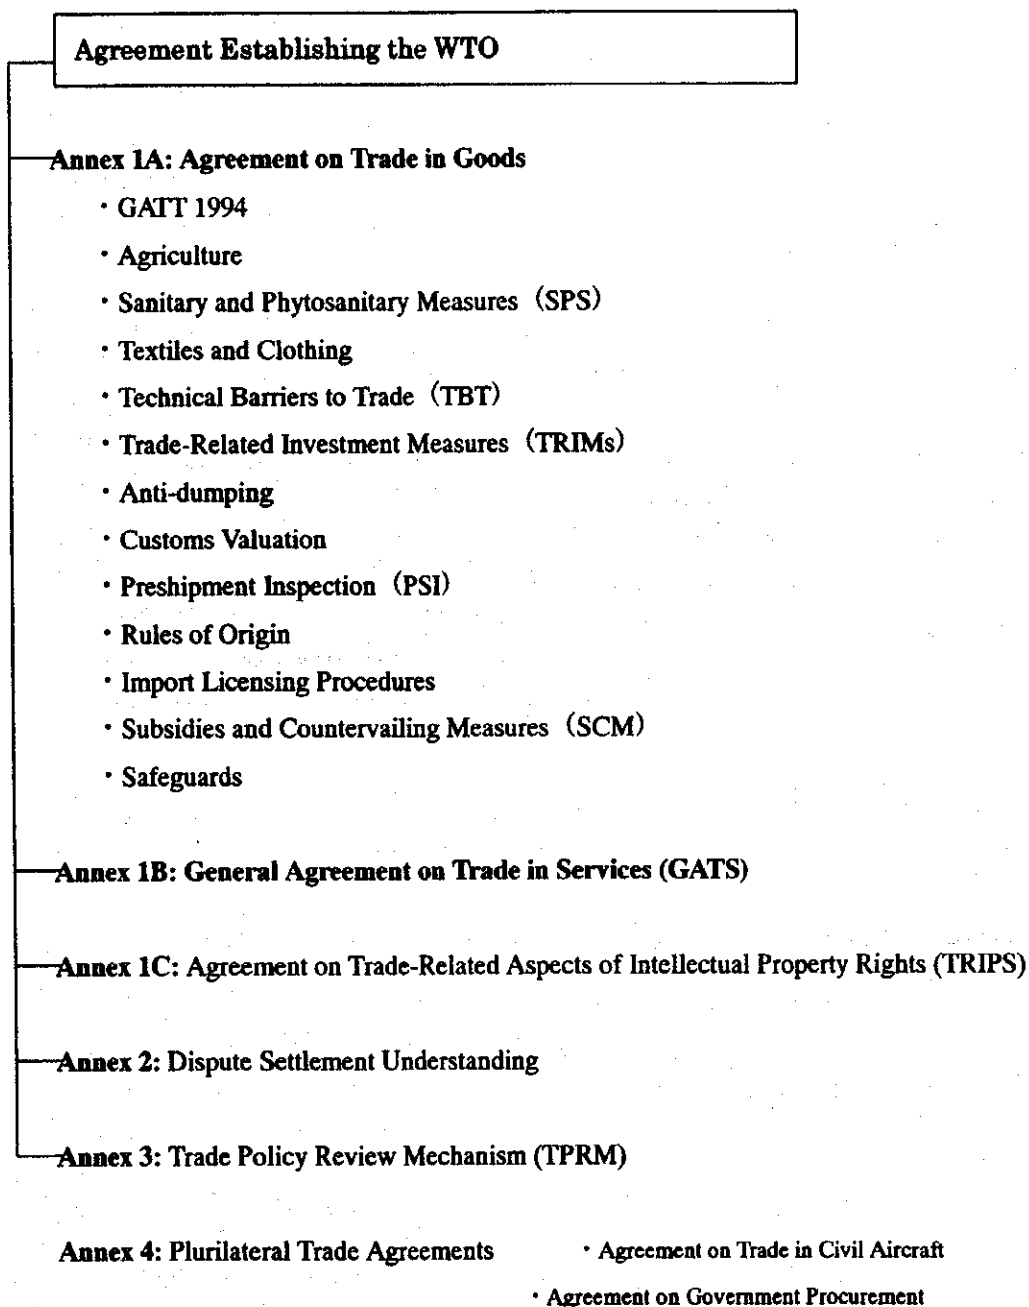 Agreement Establishing the WTO
Annex 1A: Agreement on Trade in Goods
・GATT 1994
・Agriculture
・Sanitary and Phytosanitary Measures（SPS）
・Textiles and Clothing
・Technical Barriers to Trade（TBT）
・Trade-Related Investment Measures（TRIMs）
・Anti-dumping
・Customs Valuation
・Preshipment Inspection（PSI）
・Rules of Origin
・Import Licensing Procedures
・Subsidies and Countervailing Measures（SCM）
・Safeguards
Annex 1B: General Agreement on Trade in Services (GATS)
Annex 1C: Agreement on Trade-Related Aspects of Intellectual Property Rights (TRIPS)
Annex 2: Dispute Settlement Understanding
Annex 3: Trade Policy Review Mechanism (TPRM)
Annex 4: Plurilateral Trade Agreements ・Agreement on Trade in Civil Aircraft
・Agreement on Government Procurement